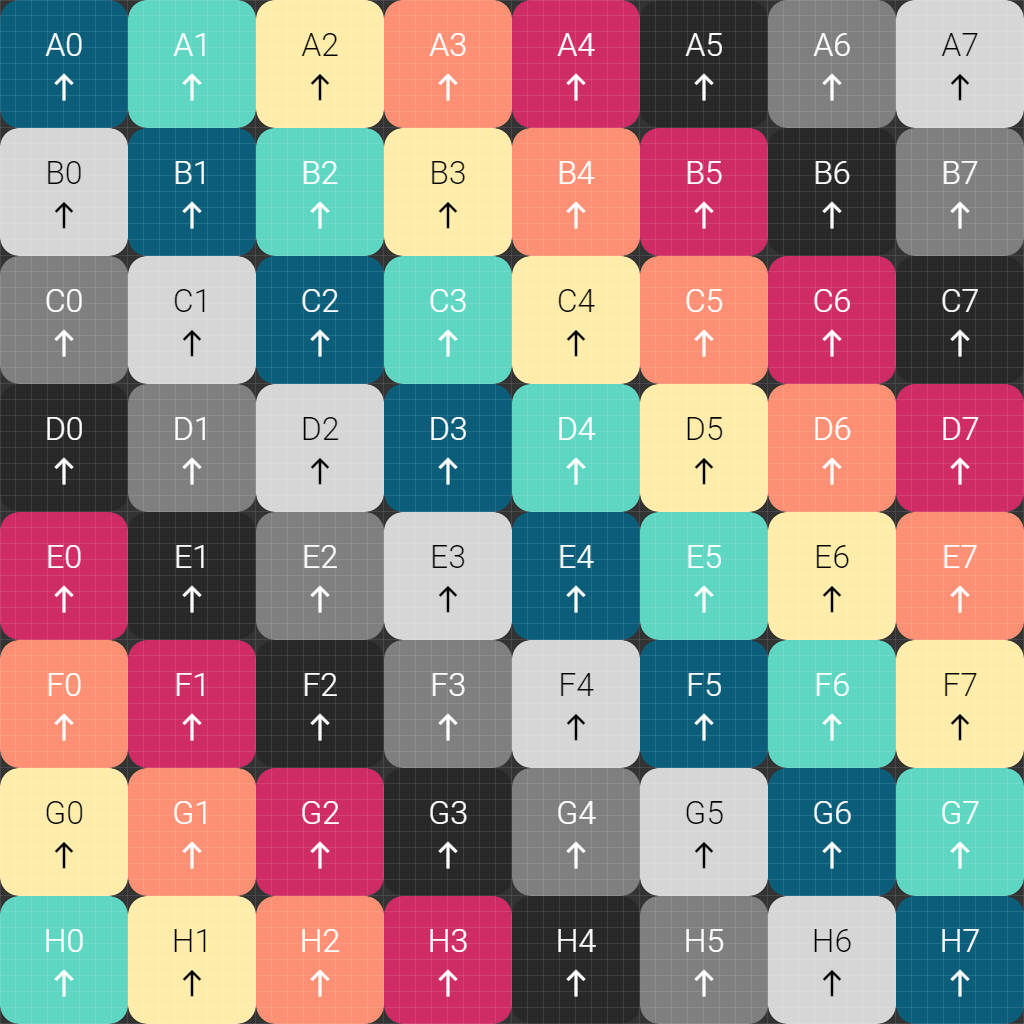 A0 A1 A2 A3 A4 A5 A6 A7
↑ ↑ ↑ ↑ ↑ ↑ ↑ ↑
B0 B1 B2 B3 B4 B5 B6 B7
↑ ↑ ↑ ↑ ↑ ↑ ↑ ↑
C0 C1 C2 C3 C4 C5 C6 C7
↑ ↑ ↑ ↑ ↑ ↑ ↑ ↑
D0 D1 D2 D3 D4 D5 D6 D7
↑ ↑ ↑ ↑ ↑ ↑ ↑ ↑
E0 E1 E2 E3 E4 E5 E6 E7
↑ ↑ ↑ ↑ ↑ ↑ ↑ ↑
F0 F1 F2 F3 F4 F5 F6 F7
↑ ↑ ↑ ↑ ↑ ↑ ↑ ↑
G0 G1 G2 G3 G4 G5 G6 G7
↑ ↑ ↑ ↑ ↑ ↑ ↑ ↑
H0 H1 H2 H3 H4 H5 H6 H7
↑ ↑ ↑ ↑ ↑ ↑ ↑ ↑